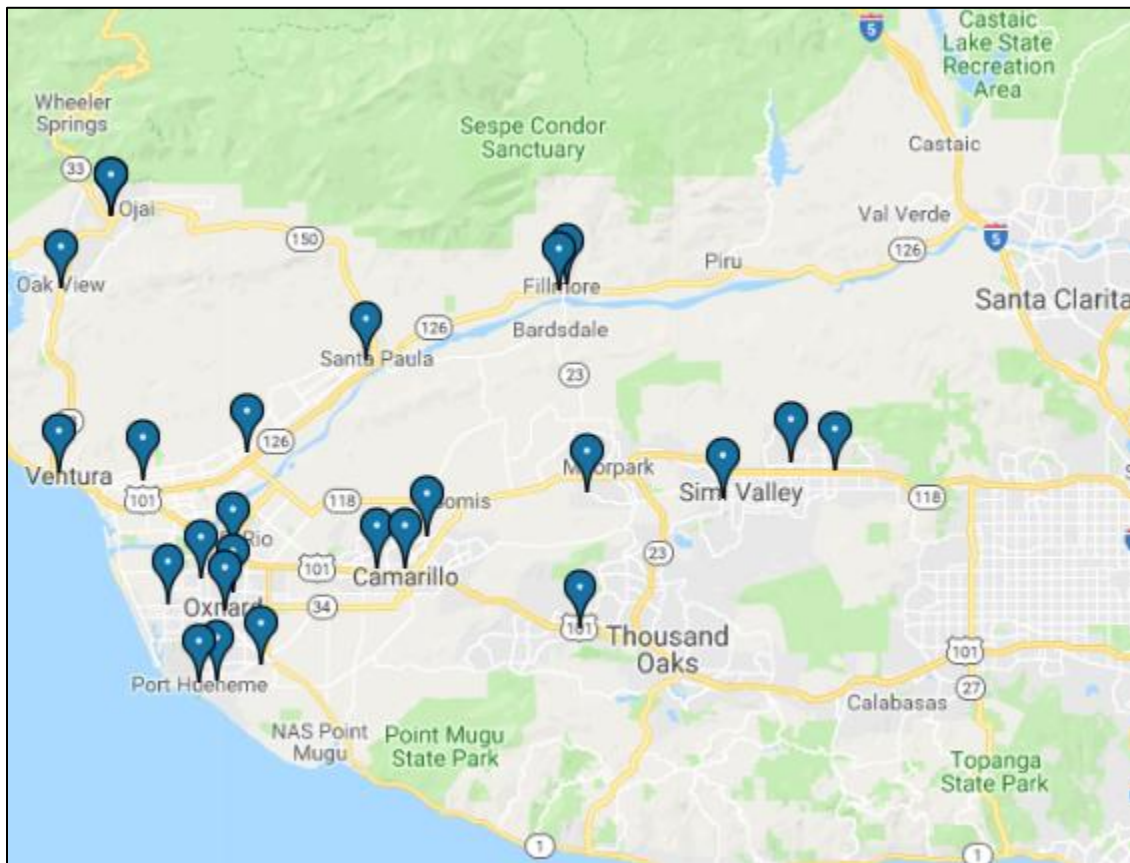 5
Castaic
Lake State
Recreation
Area
Wheeler
Springs
Sespe Condor
Sanctuary
Castaic
33
Ojai
Val Verde
150
126
5
Piru
Oak View
Fillmore
Santa Clarita
Bardsdale
126
Santa Paula
23
126
Moorpark
Ventura
101
118
Simi Valley
118
Rio
101
Camarillo
23
Oxnard
34
101
Thousand
Oaks
101
Port Hueneme
27
Calabasas
NAS Point
Mugu
Point Mugu
State Park
Topanga
State Park
1
1